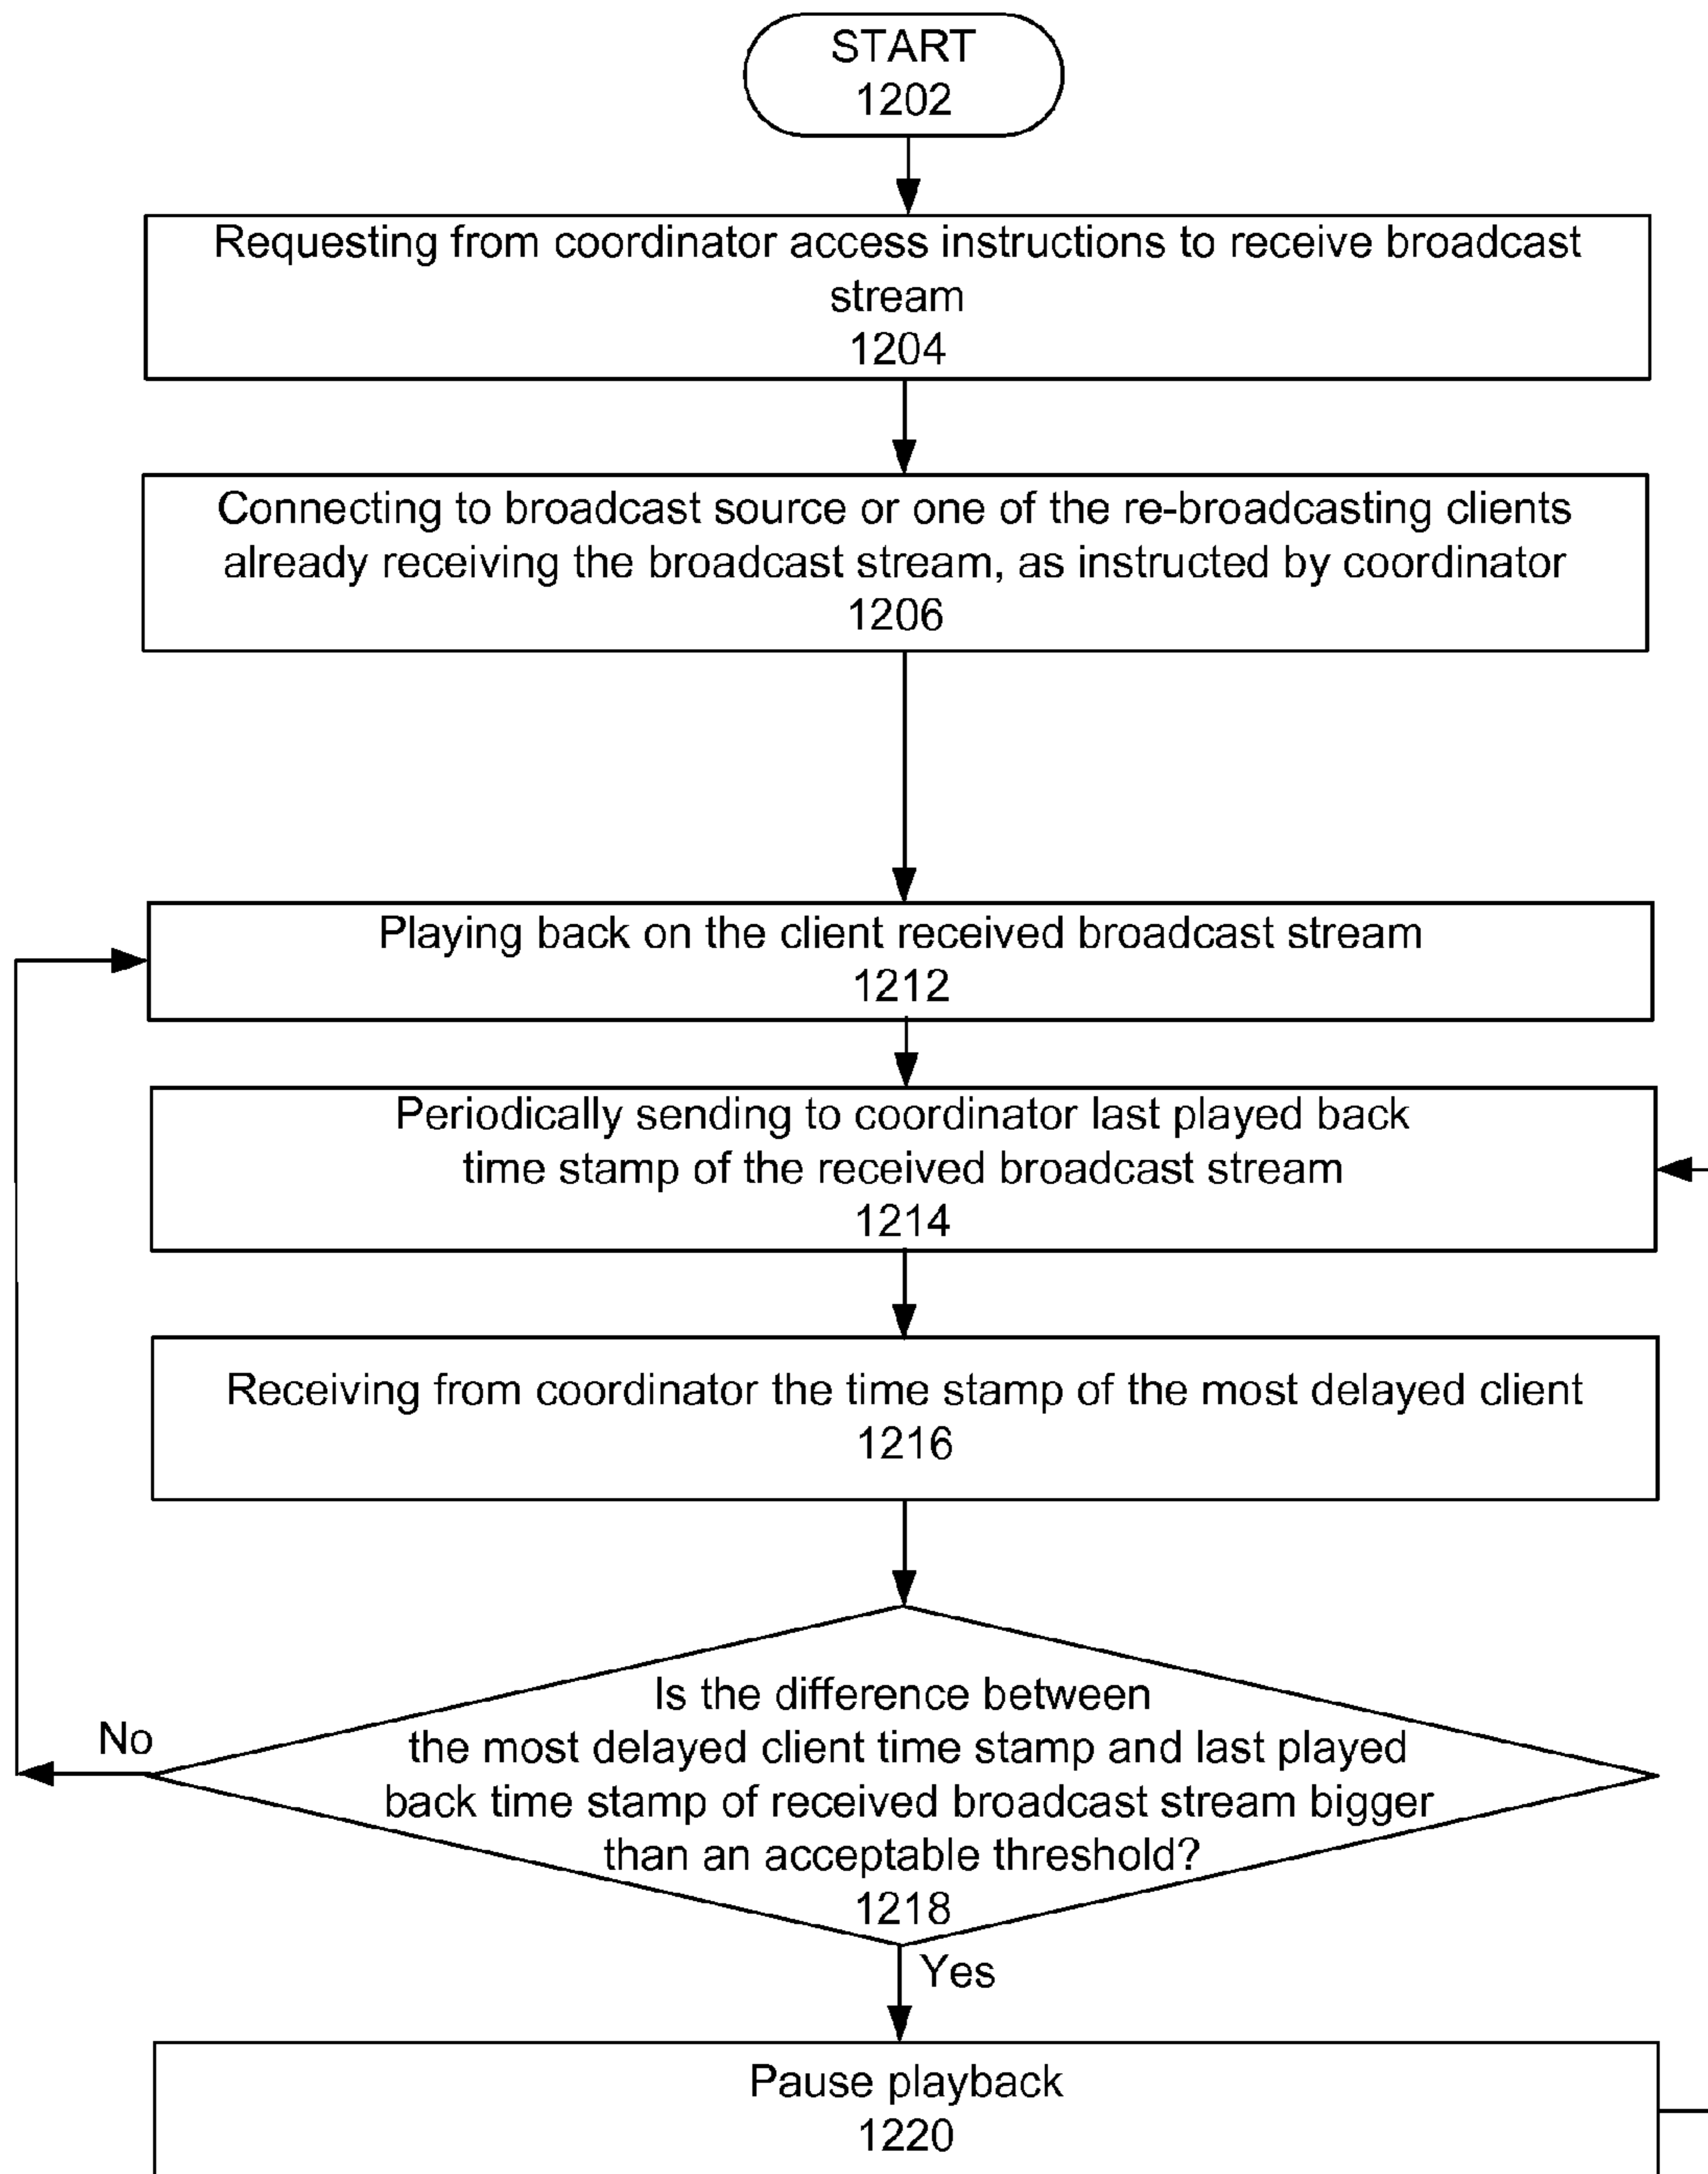 START
1202
Requesting from coordinator access instructions to receive broadcast
stream
1204
Connecting to broadcast source or one of the re-broadcasting clients
already receiving the broadcast stream, as instructed by coordinator
1206
Playing back on the client received broadcast stream
1212
Periodically sending to coordinator last played back
time stamp of the received broadcast stream
1214
Receiving from coordinator the time stamp of the most delayed client
1216
Is the difference between
the most delayed client time stamp and last played
back time stamp of received broadcast stream bigger
than an acceptable threshold?
1218
No
Yes
Pause playback
1220